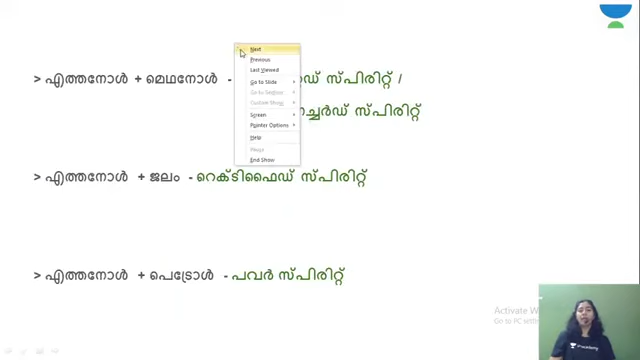 > എത്തനോൾ + മെഥനോൾ - ഡ് സ്പിരിറ്റ് /
ച്ചർഡ് സ്പിരിറ്റ്
> എത്തനോൾ + ജലം - റെക്ടിഫൈഡ് സ്പിരിറ്റ്
> എത്തനോൾ + പെട്രോൾ - പവർ സ്പിരിറ്റ്
Next
Previous
Last Viewed
Go to Slide
Go to Section
Custom Show
Screen
Pointer Options
Help
Pause
End Show
Activate W
Go to PC